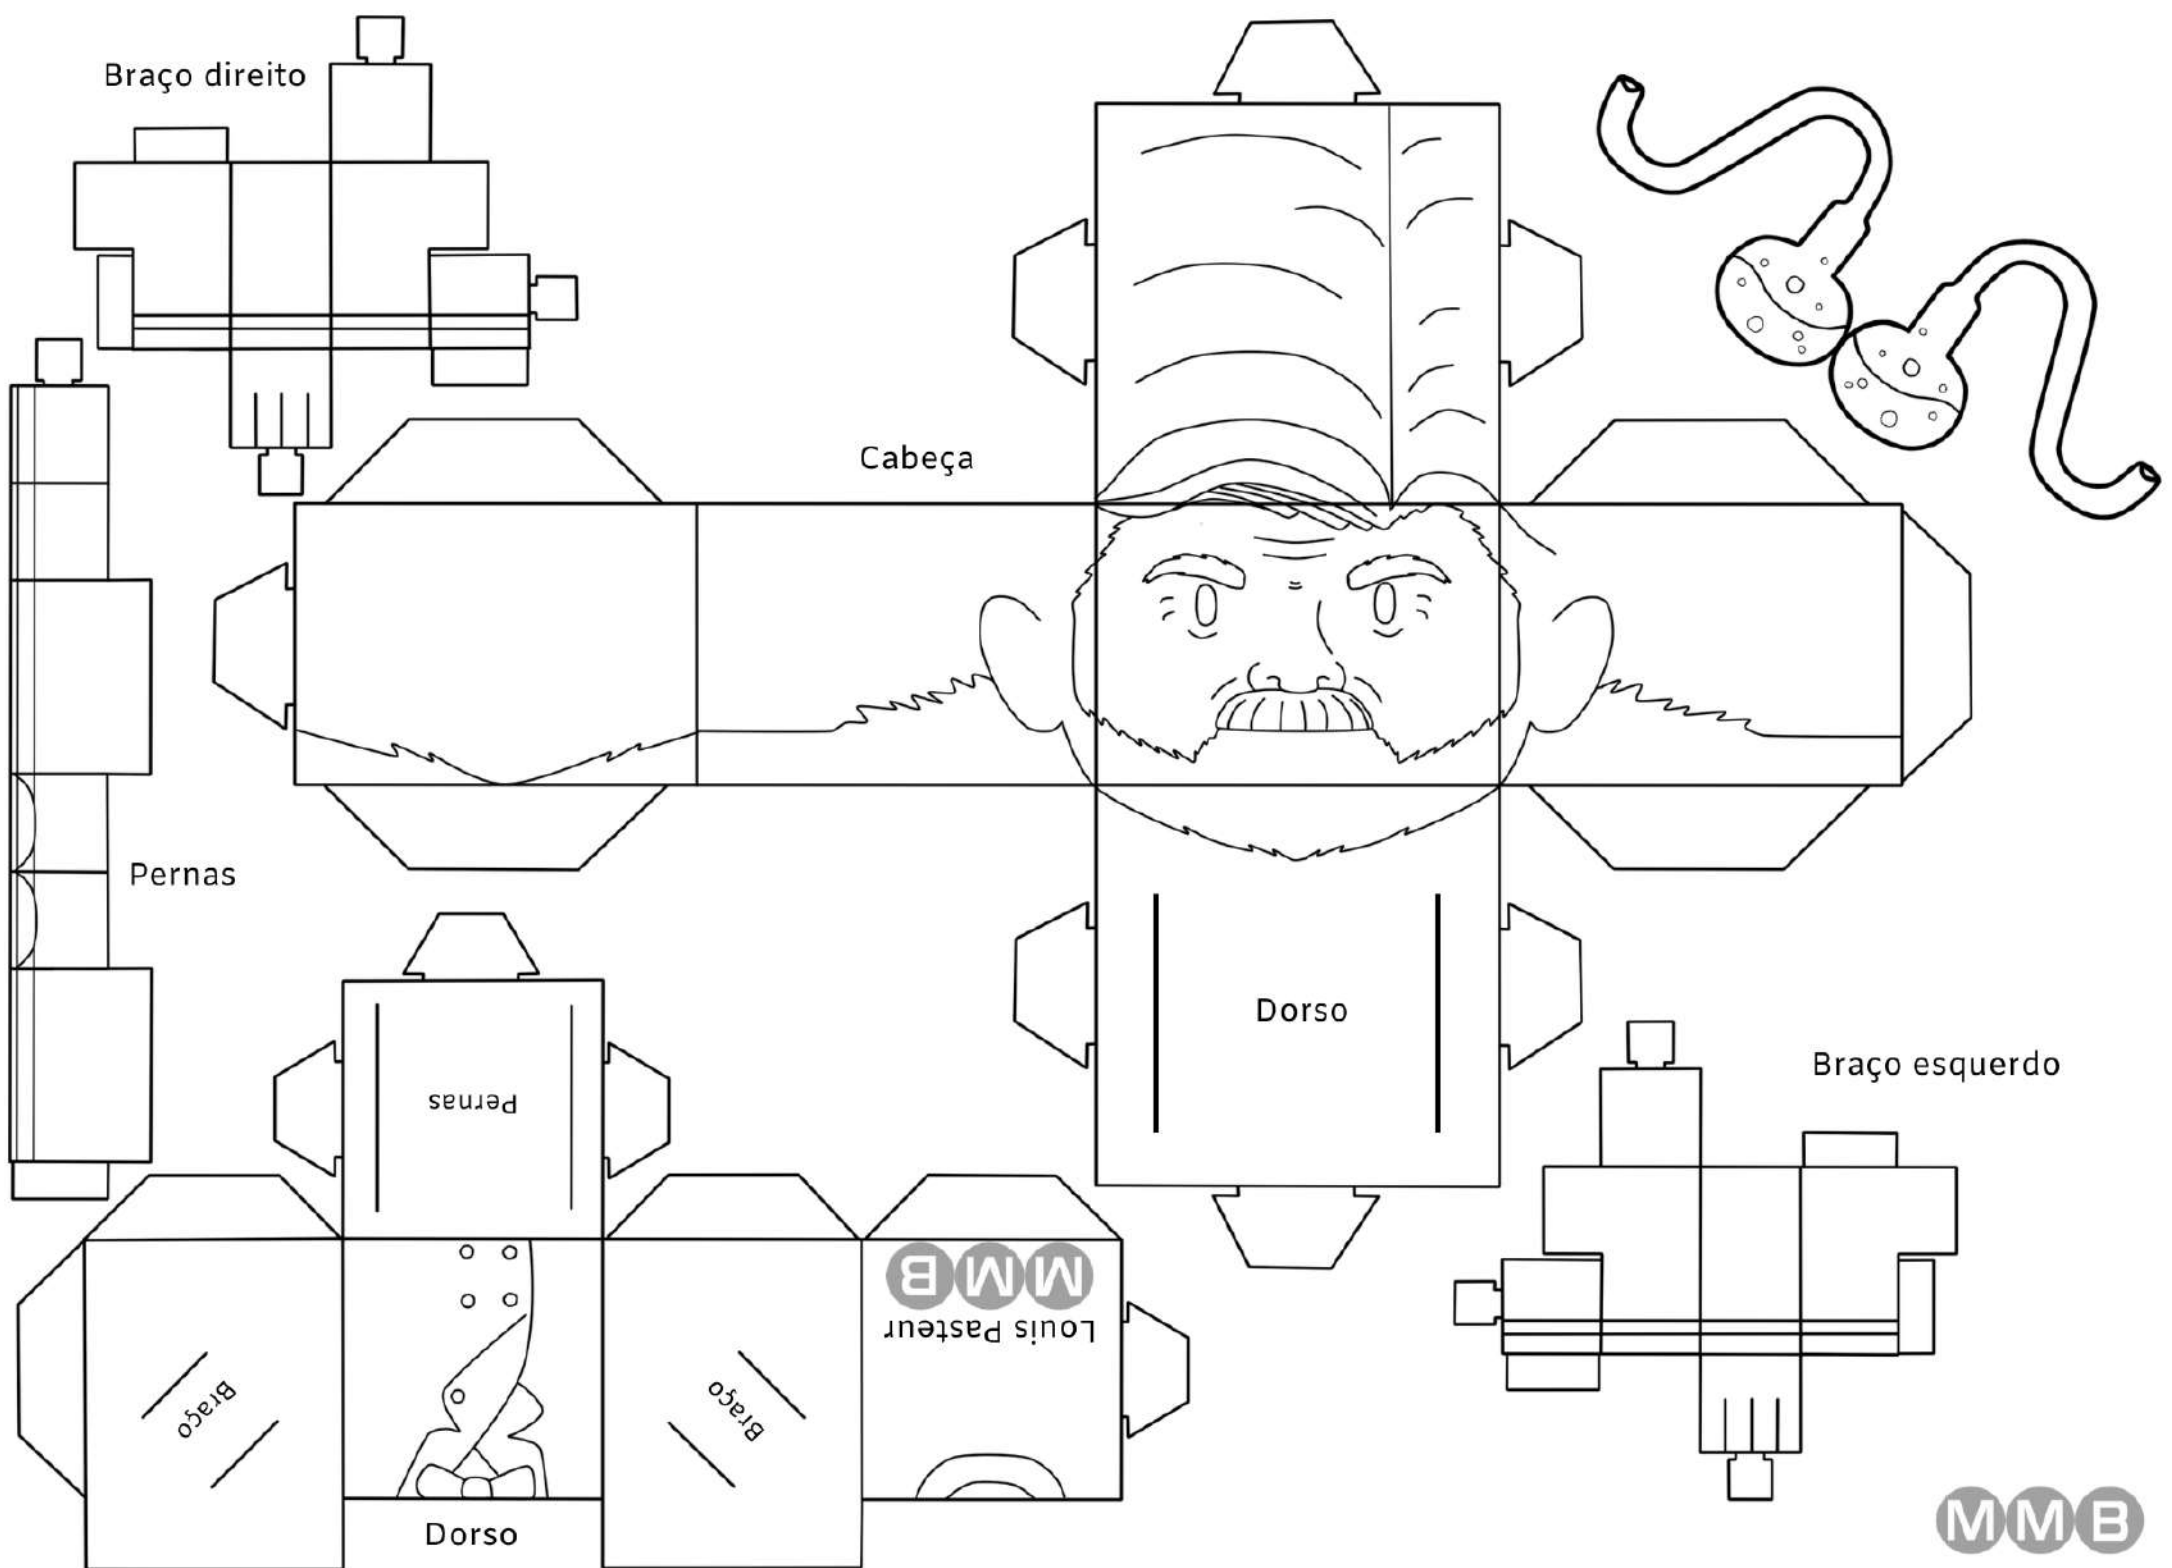 Braço direito
Cabeça
Pernas
Dorso
Pernas
Braço esquerdo
MMB
Louis Pasteur
Braço
Braço
Dorso
MMB